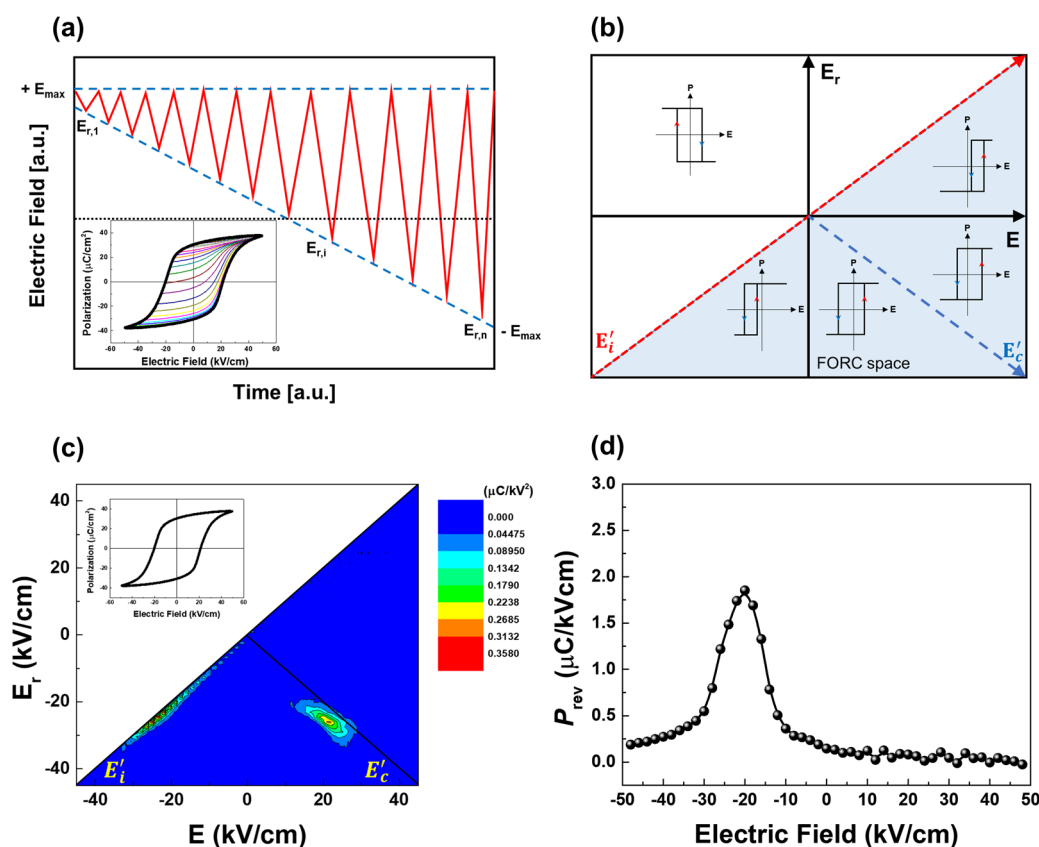 (a)
+ Emax
Er,1
Er,i
Er,n
- Emax
Electric Field [a.u.]
Time [a.u.]
Polarization (μC/cm²)
40
20
0
-20
-40
-60 -40 -20 0 20 40 60
Electric Field (kV/cm)
(b)
Er
E
P
E
P
E
P
E
P
E
P
E
E′i
E′c
FORC space
(c)
Er (kV/cm)
40
20
0
-20
-40
-40 -20 0 20 40
E (kV/cm)
E′i
E′c
Polarization (μC/cm²)
40
20
0
-20
-40
-60 -40 -20 0 20 40 60
Electric Field (kV/cm)
(μC/kV²)
0.000
0.04475
0.08950
0.1342
0.1790
0.2238
0.2685
0.3132
0.3580
(d)
Prev (μC/kVcm)
3.0
2.5
2.0
1.5
1.0
0.5
0.0
-50 -40 -30 -20 -10 0 10 20 30 40 50
Electric Field (kV/cm)